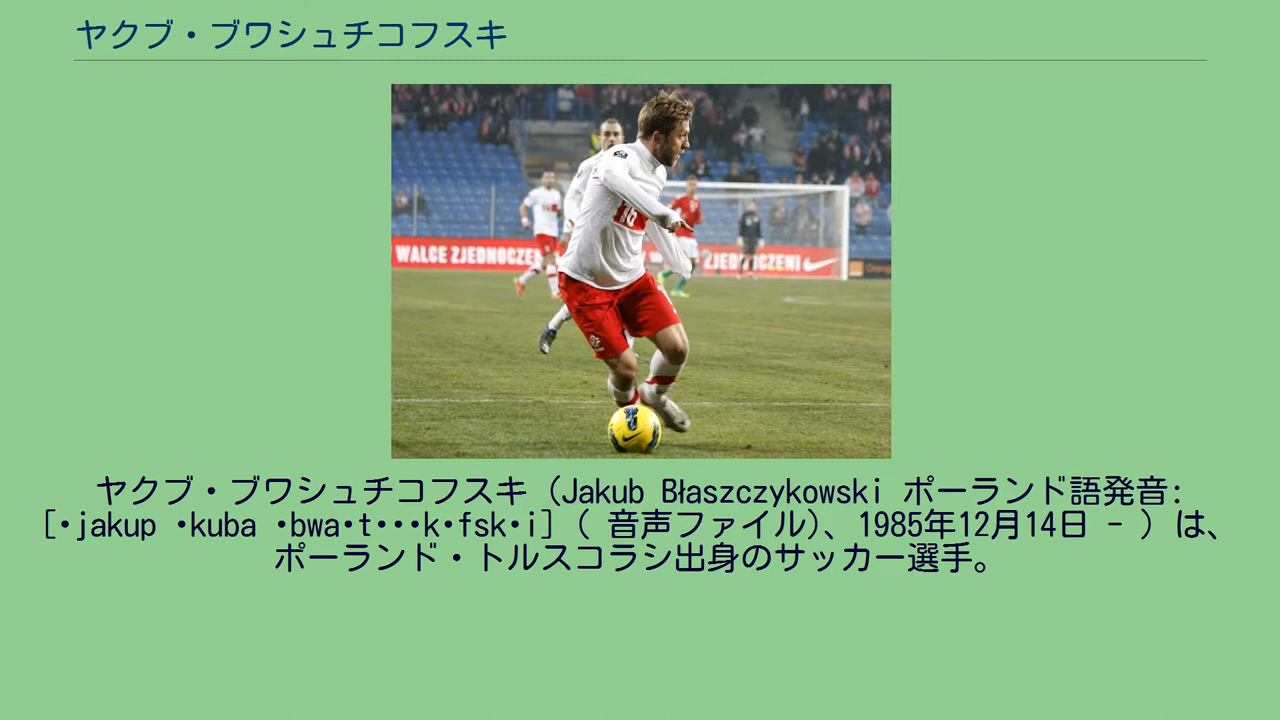 ヤクブ・ブワシュチコフスキ
16
WALCE ZJEDNOCZENI
ZJEDNOCZENI
ヤクブ・ブワシュチコフスキ（Jakub Błaszczykowski ポーランド語発音:
[•jakup •kuba •bwa•t•••k•fsk•i]（ 音声ファイル)、1985年12月14日 - ）は、
ポーランド・トルスコラシ出身のサッカー選手。